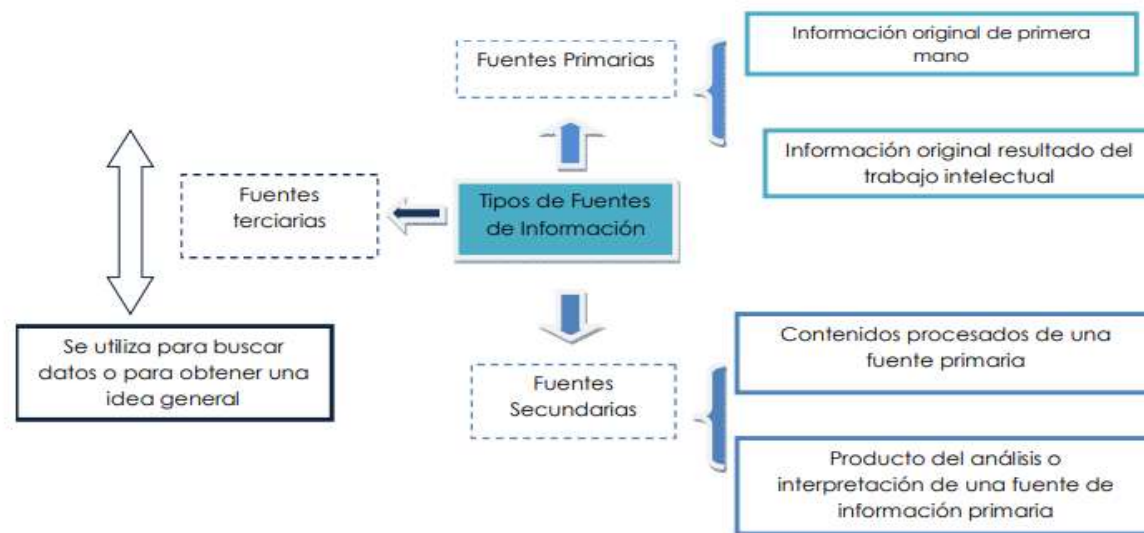 Fuentes Primarias
Información original de primera
mano
Información original resultado del
trabajo intelectual
Fuentes
terciarias
Tipos de Fuentes
de Información
Se utiliza para buscar
datos o para obtener una
idea general
Fuentes
Secundarias
Contenidos procesados de una
fuente primaria
Producto del análisis o
interpretación de una fuente de
información primaria